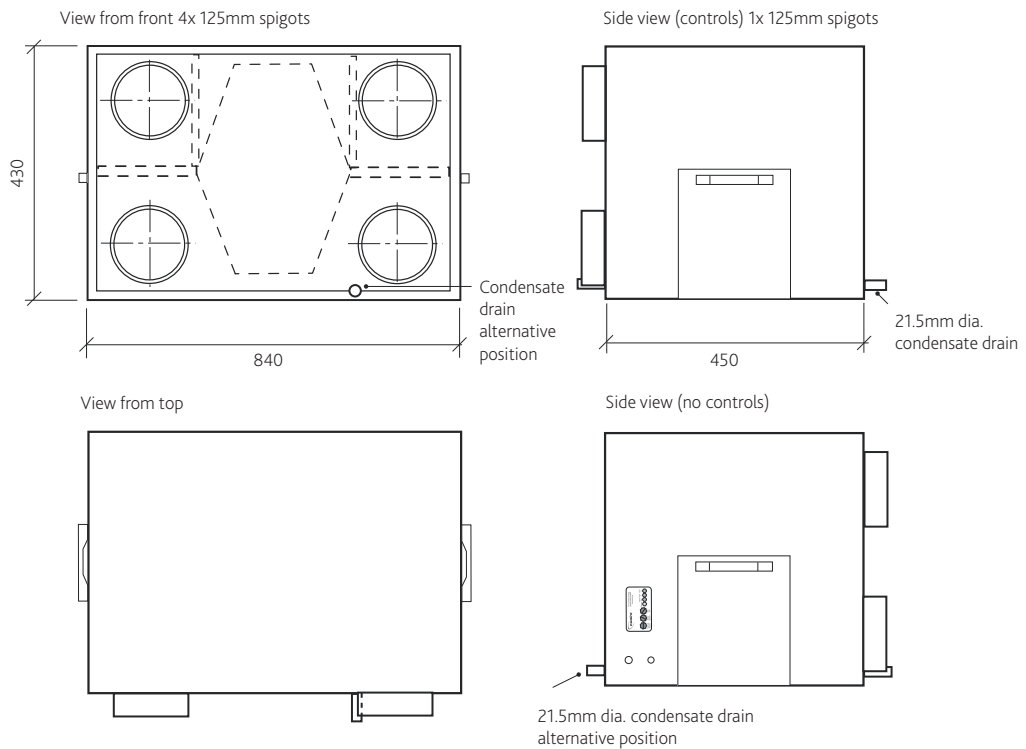 View from front 4x 125mm spigots
Side view (controls) 1x 125mm spigots
430
Condensate
drain
alternative
position
840
21.5mm dia.
condensate drain
450
View from top
Side view (no controls)
21.5mm dia. condensate drain
alternative position